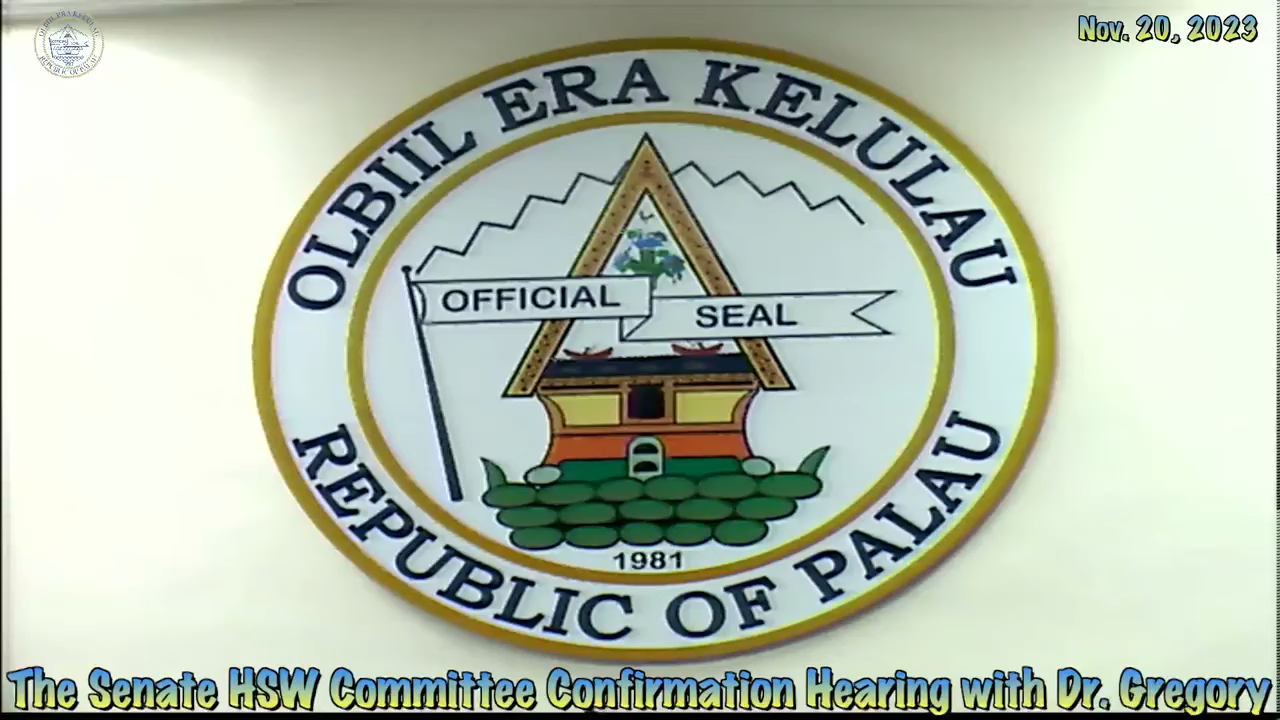 Nov. 20, 2023
OLBIIL ERA KELULAU
OFFICIAL SEAL
1981
REPUBLIC OF PALAU
The Senate HSW Committee Confirmation Hearing with Dr. Gregory